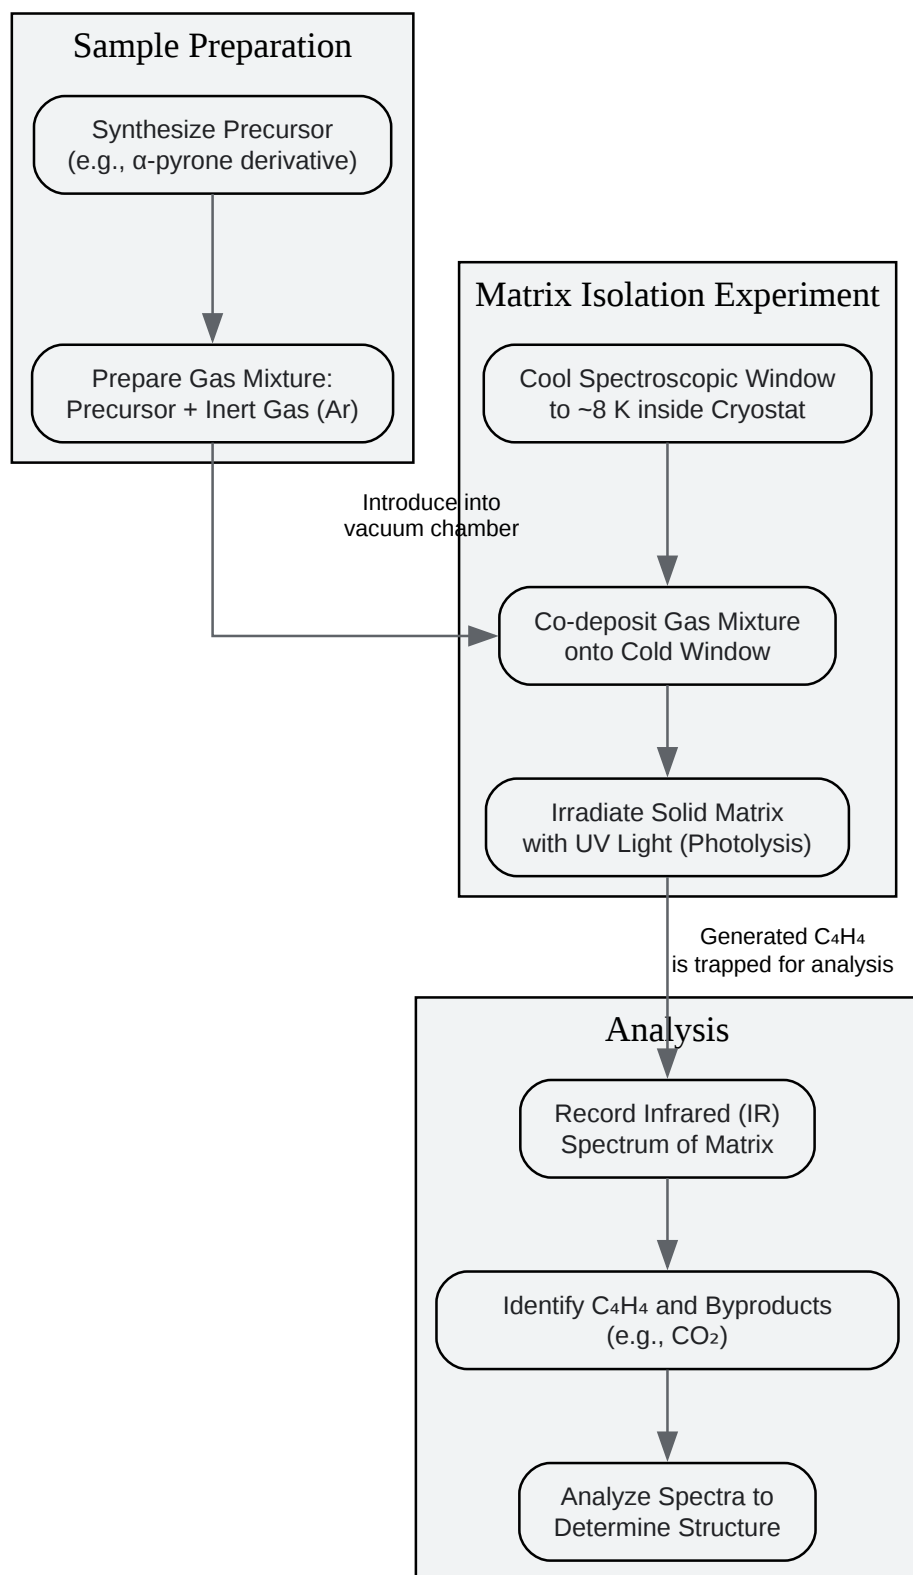 Sample Preparation
Synthesize Precursor
(e.g., α-pyrone derivative)
Prepare Gas Mixture:
Precursor + Inert Gas (Ar)
Introduce into
vacuum chamber
Matrix Isolation Experiment
Cool Spectroscopic Window
to ~8 K inside Cryostat
Co-deposit Gas Mixture
onto Cold Window
Irradiate Solid Matrix
with UV Light (Photolysis)
Generated C₄H₄
is trapped for analysis
Analysis
Record Infrared (IR)
Spectrum of Matrix
Identify C₄H₄ and Byproducts
(e.g., CO₂)
Analyze Spectra to
Determine Structure